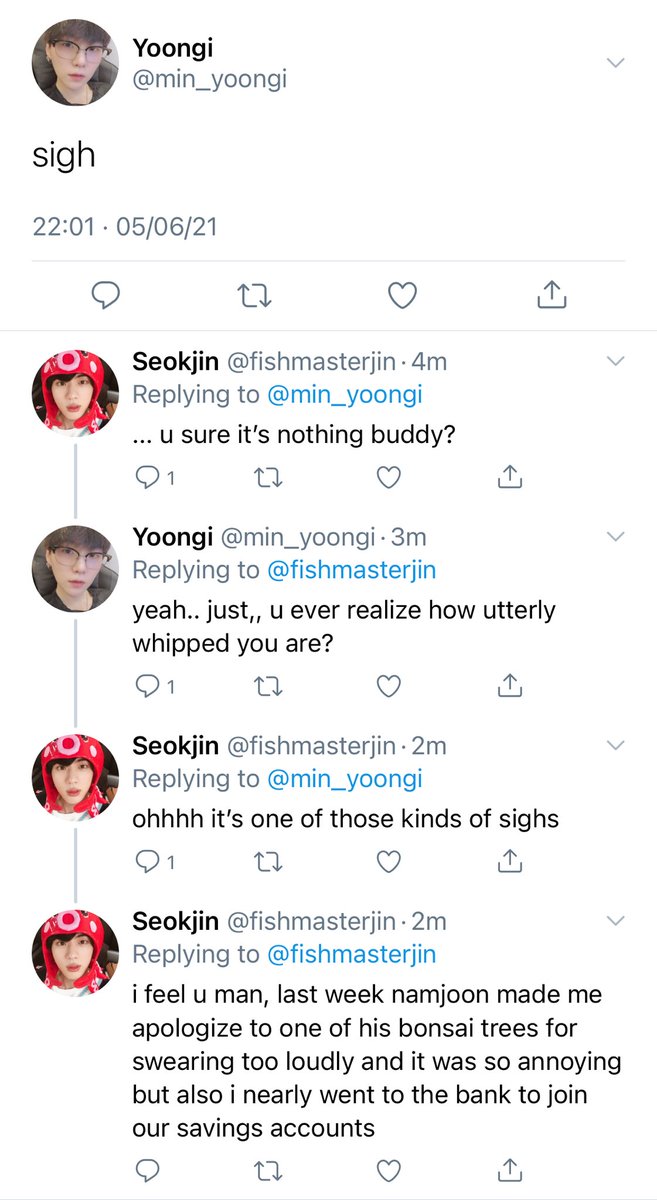 Yoongi
@min_yoongi
sigh
22:01 · 05/06/21
Seokjin @fishmasterjin · 4m
Replying to @min_yoongi
... u sure it’s nothing buddy?
1
Yoongi @min_yoongi · 3m
Replying to @fishmasterjin
yeah.. just,, u ever realize how utterly
whipped you are?
1
Seokjin @fishmasterjin · 2m
Replying to @min_yoongi
ohhhh it’s one of those kinds of sighs
1
Seokjin @fishmasterjin · 2m
Replying to @fishmasterjin
i feel u man, last week namjoon made me
apologize to one of his bonsai trees for
swearing too loudly and it was so annoying
but also i nearly went to the bank to join
our savings accounts